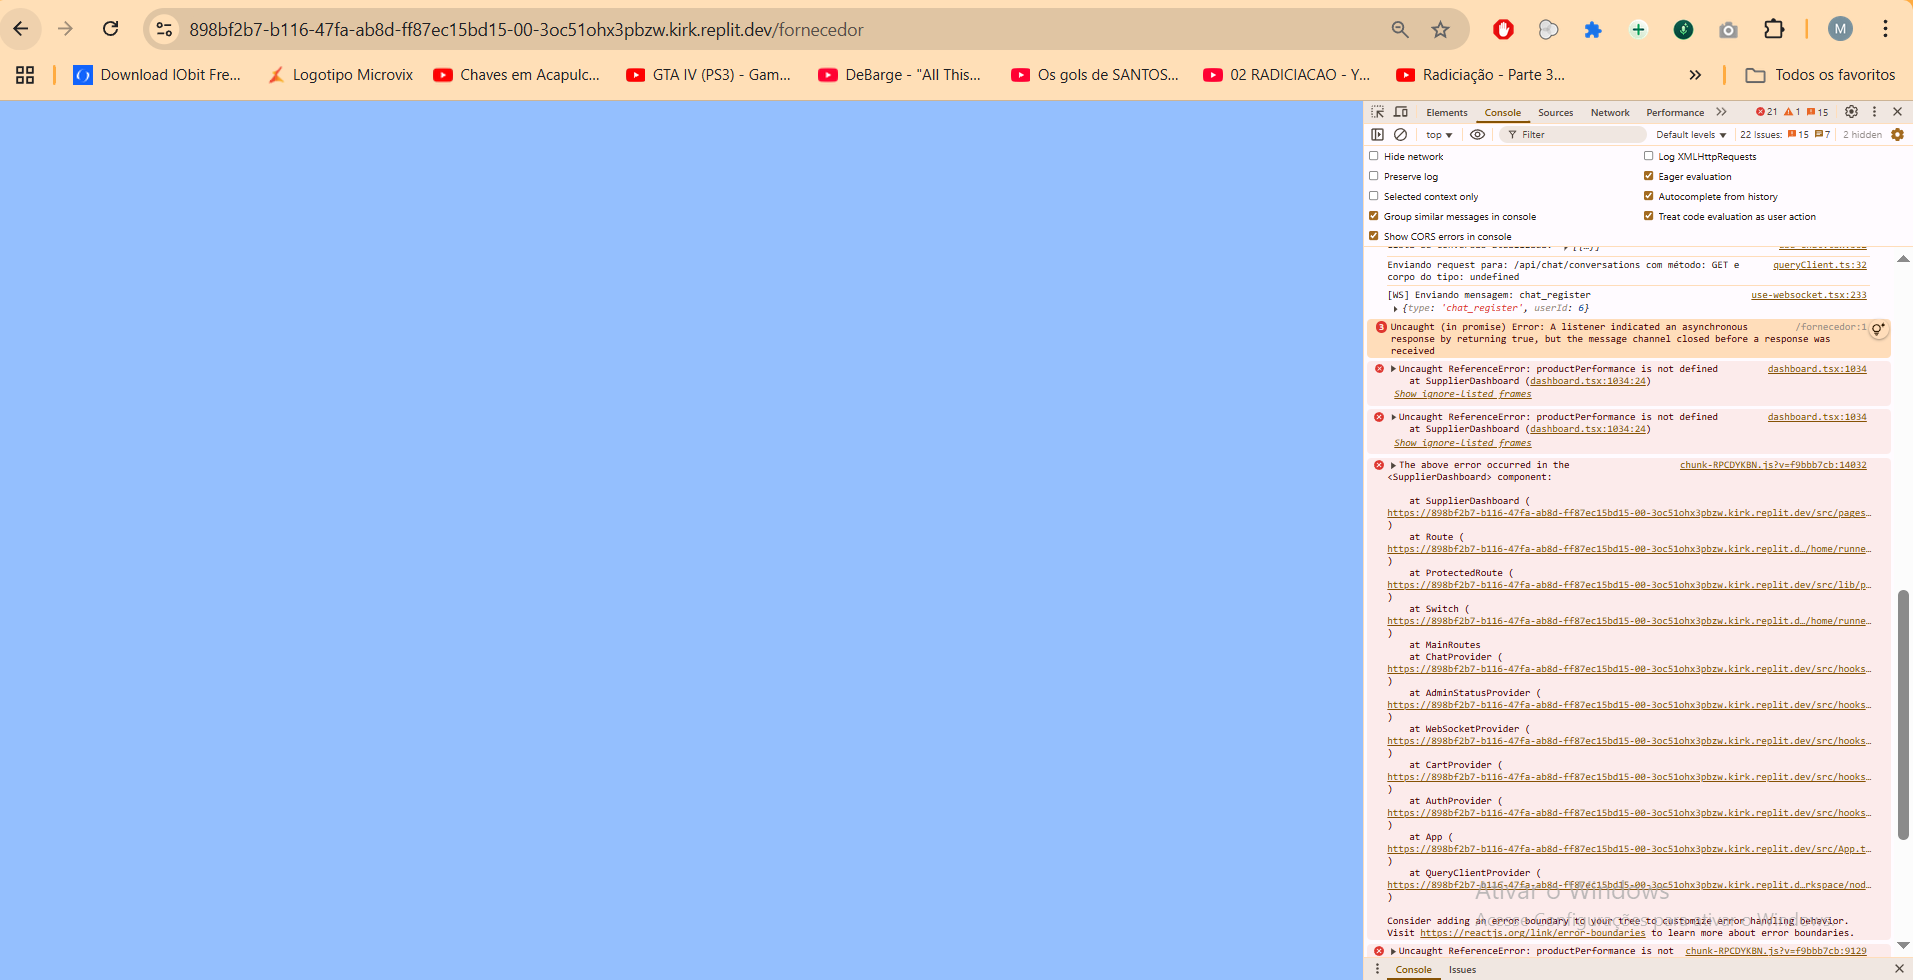 898bf2b7-b116-47fa-ab8d-ff87ec15bd15-00-3oc51ohx3pbzw.kirk.replit.dev/fornecedor
M
Download IObit Fre...
Logotipo Microvix
Chaves em Acapulc...
GTA IV (PS3) - Gam...
DeBarge - "All This...
Os gols de SANTOS...
02 RADICIACAO - Y...
Radiciação - Parte 3...
Todos os favoritos
Elements Console Sources Network Performance 21 1 15
top Filter Default levels 22 Issues: 15 7 2 hidden
Hide network Log XMLHttpRequests
Preserve log Eager evaluation
Selected context only Autocomplete from history
Group similar messages in console Treat code evaluation as user action
Show CORS errors in console
Enviando request para: /api/chat/conversations com método: GET e queryClient.ts:32
corpo do tipo: undefined
[WS] Enviando mensagem: chat_register use-websocket.tsx:233
{type: 'chat_register', userId: 6}
3 Uncaught (in promise) Error: A listener indicated an asynchronous /fornecedor:1
response by returning true, but the message channel closed before a response was
received
Uncaught ReferenceError: productPerformance is not defined dashboard.tsx:1034
at SupplierDashboard (dashboard.tsx:1034:24)
Show ignore-listed frames
Uncaught ReferenceError: productPerformance is not defined dashboard.tsx:1034
at SupplierDashboard (dashboard.tsx:1034:24)
Show ignore-listed frames
The above error occurred in the chunk-RPCDYKBN.js?v=f9bbb7cb:14032
<SupplierDashboard> component:
at SupplierDashboard (
https://898bf2b7-b116-47fa-ab8d-ff87ec15bd15-00-3oc51ohx3pbzw.kirk.replit.dev/src/pages…
)
at Route (
https://898bf2b7-b116-47fa-ab8d-ff87ec15bd15-00-3oc51ohx3pbzw.kirk.replit.d…/home/runne…
)
at ProtectedRoute (
https://898bf2b7-b116-47fa-ab8d-ff87ec15bd15-00-3oc51ohx3pbzw.kirk.replit.dev/src/lib/p…
)
at Switch (
https://898bf2b7-b116-47fa-ab8d-ff87ec15bd15-00-3oc51ohx3pbzw.kirk.replit.d…/home/runne…
)
at MainRoutes
at ChatProvider (
https://898bf2b7-b116-47fa-ab8d-ff87ec15bd15-00-3oc51ohx3pbzw.kirk.replit.dev/src/hooks…
)
at AdminStatusProvider (
https://898bf2b7-b116-47fa-ab8d-ff87ec15bd15-00-3oc51ohx3pbzw.kirk.replit.dev/src/hooks…
)
at WebSocketProvider (
https://898bf2b7-b116-47fa-ab8d-ff87ec15bd15-00-3oc51ohx3pbzw.kirk.replit.dev/src/hooks…
)
at CartProvider (
https://898bf2b7-b116-47fa-ab8d-ff87ec15bd15-00-3oc51ohx3pbzw.kirk.replit.dev/src/hooks…
)
at AuthProvider (
https://898bf2b7-b116-47fa-ab8d-ff87ec15bd15-00-3oc51ohx3pbzw.kirk.replit.dev/src/hooks…
)
at App (
https://898bf2b7-b116-47fa-ab8d-ff87ec15bd15-00-3oc51ohx3pbzw.kirk.replit.dev/src/App.t…
)
at QueryClientProvider (
https://898bf2b7-b116-47fa-ab8d-ff87ec15bd15-00-3oc51ohx3pbzw.kirk.replit.d…rkspace/nod…
)
Ativar o Windows
Acesse Configurações para ativar o Windows.
Consider adding an error boundary to your tree to customize error handling behavior.
Visit https://reactjs.org/link/error-boundaries to learn more about error boundaries.
Uncaught ReferenceError: productPerformance is not chunk-RPCDYKBN.js?v=f9bbb7cb:9129
Console Issues